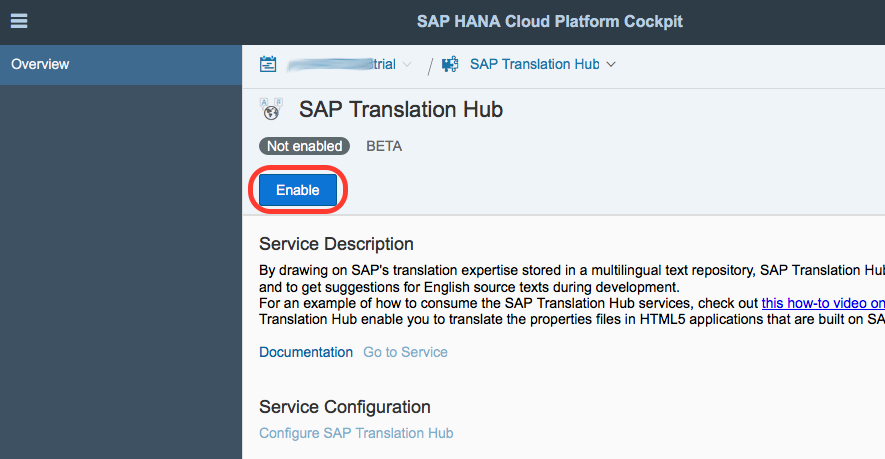 SAP HANA Cloud Platform Cockpit
Overview
trial / SAP Translation Hub
SAP Translation Hub
Not enabled BETA
Enable
Service Description
By drawing on SAP's translation expertise stored in a multilingual text repository, SAP Translation Hub
and to get suggestions for English source texts during development.
For an example of how to consume the SAP Translation Hub services, check out this how-to video on
Translation Hub enable you to translate the properties files in HTML5 applications that are built on SA
Documentation Go to Service
Service Configuration
Configure SAP Translation Hub